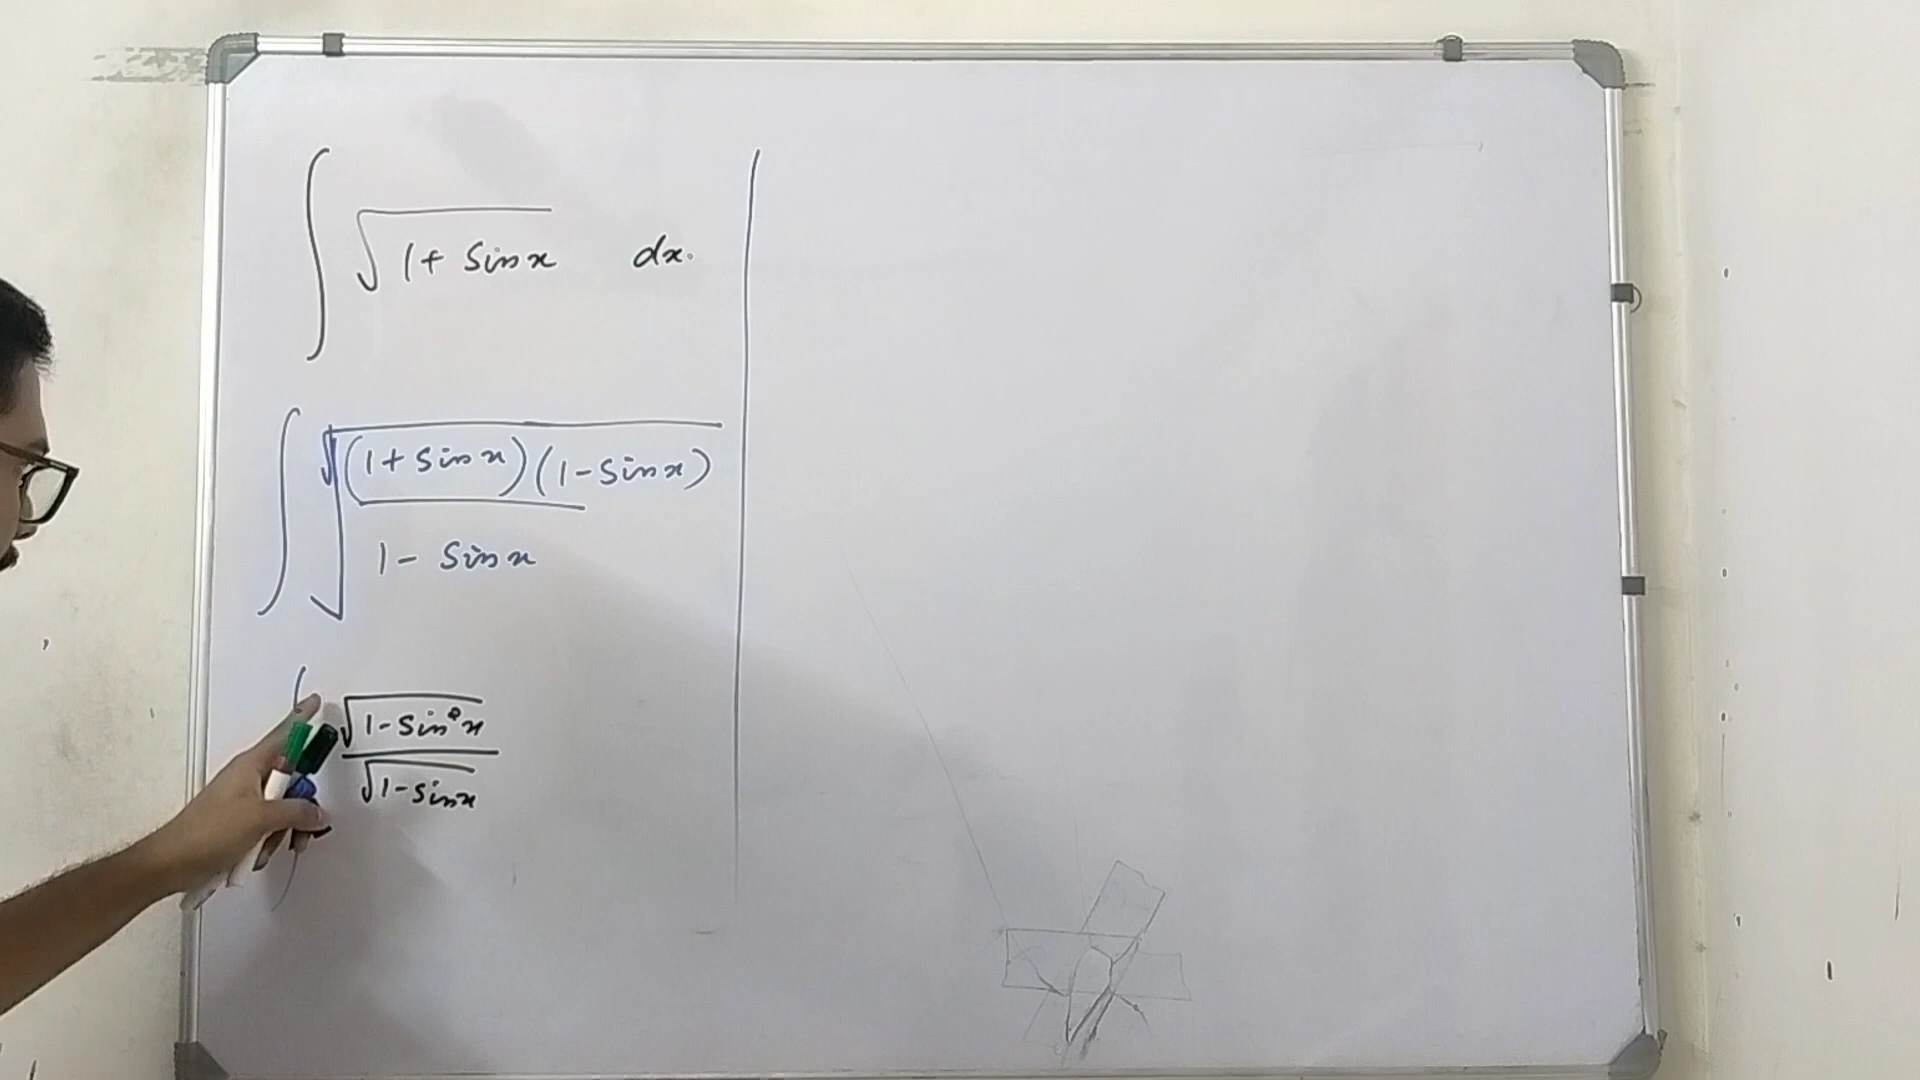 ∫ √(1 + Sin x) dx.
∫ √((1 + Sin x)(1 - Sin x) / (1 - Sin x))
∫ √(1 - Sin²x) / √(1 - Sin x)